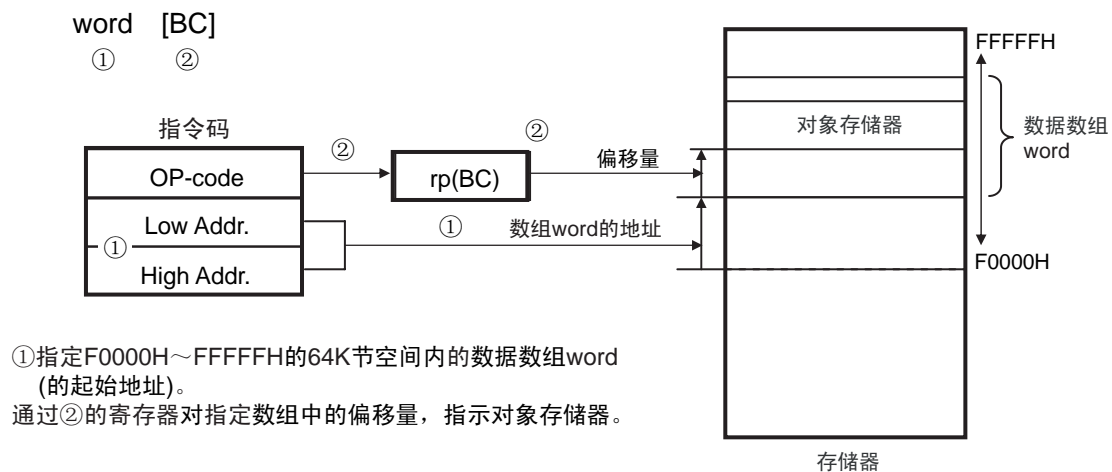 word [BC]
① ②
指令码
OP-code
Low Addr.
①
High Addr.
②
rp(BC)
①
②
偏移量
数组word的地址
对象存储器
FFFFFH
数据数组
word
F0000H
存储器
①指定F0000H～FFFFFH的64K节空间内的数据数组word
(的起始地址)。
通过②的寄存器对指定数组中的偏移量，指示对象存储器。